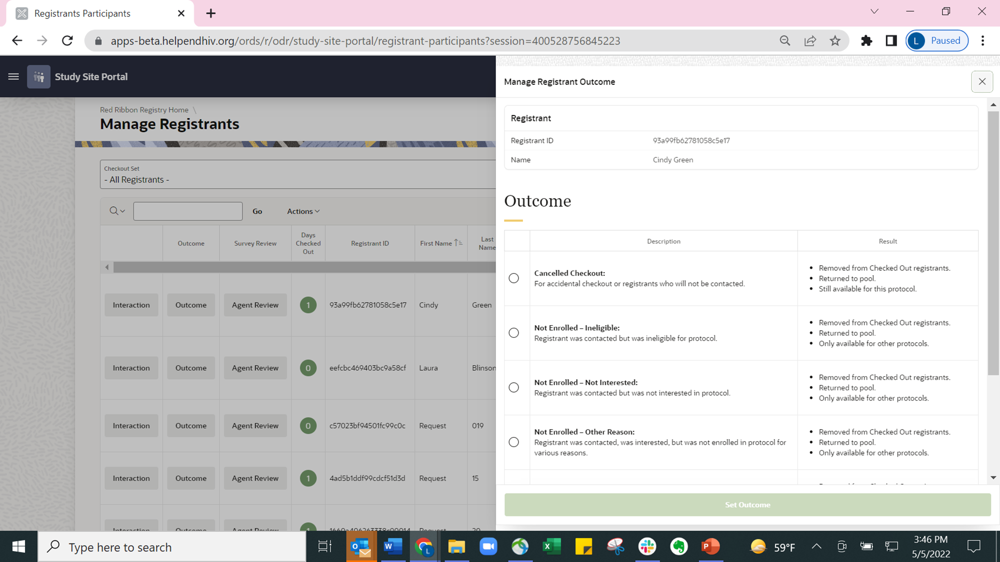 Registrants Participants
apps-beta.helpendhiv.org/ords/r/odr/study-site-portal/registrant-participants?session=400528756845223
L Paused
Study Site Portal
Red Ribbon Registry Home \
Manage Registrants
Checkout Set
- All Registrants -
Go Actions
Outcome Survey Review Days Checked Out Registrant ID First Name Last Name
Interaction Outcome Agent Review 1 93a99fb62781058c5e17 Cindy Green
Interaction Outcome Agent Review 0 eefcbc469403bc9a58cf Laura Blinson
Interaction Outcome Agent Review 0 c57023bf94501fc99c0c Request 019
Interaction Outcome Agent Review 1 4ad5b1ddf99cdcf51d3d Request 15
Interaction Outcome Agent Review 1 Request 20
Manage Registrant Outcome
Registrant
Registrant ID 93a99fb62781058c5e17
Name Cindy Green
Outcome
Description Result
Cancelled Checkout:
For accidental checkout or registrants who will not be contacted.
• Removed from Checked Out registrants.
• Returned to pool.
• Still available for this protocol.
Not Enrolled – Ineligible:
Registrant was contacted but was ineligible for protocol.
• Removed from Checked Out registrants.
• Returned to pool.
• Only available for other protocols.
Not Enrolled – Not Interested:
Registrant was contacted but was not interested in protocol.
• Removed from Checked Out registrants.
• Returned to pool.
• Only available for other protocols.
Not Enrolled – Other Reason:
Registrant was contacted, was interested, but was not enrolled in protocol for
various reasons.
• Removed from Checked Out registrants.
• Returned to pool.
• Only available for other protocols.
Set Outcome
Type here to search
59°F
3:46 PM
5/5/2022